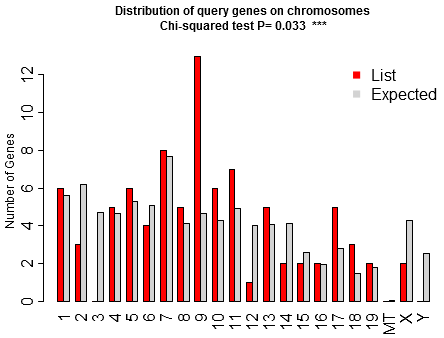 Distribution of query genes on chromosomes
Chi-squared test P= 0.033 ***
List
Expected
Number of Genes
12
10
8
6
4
2
0
1 2 3 4 5 6 7 8 9 10 11 12 13 14 15 16 17 18 19 MT X Y